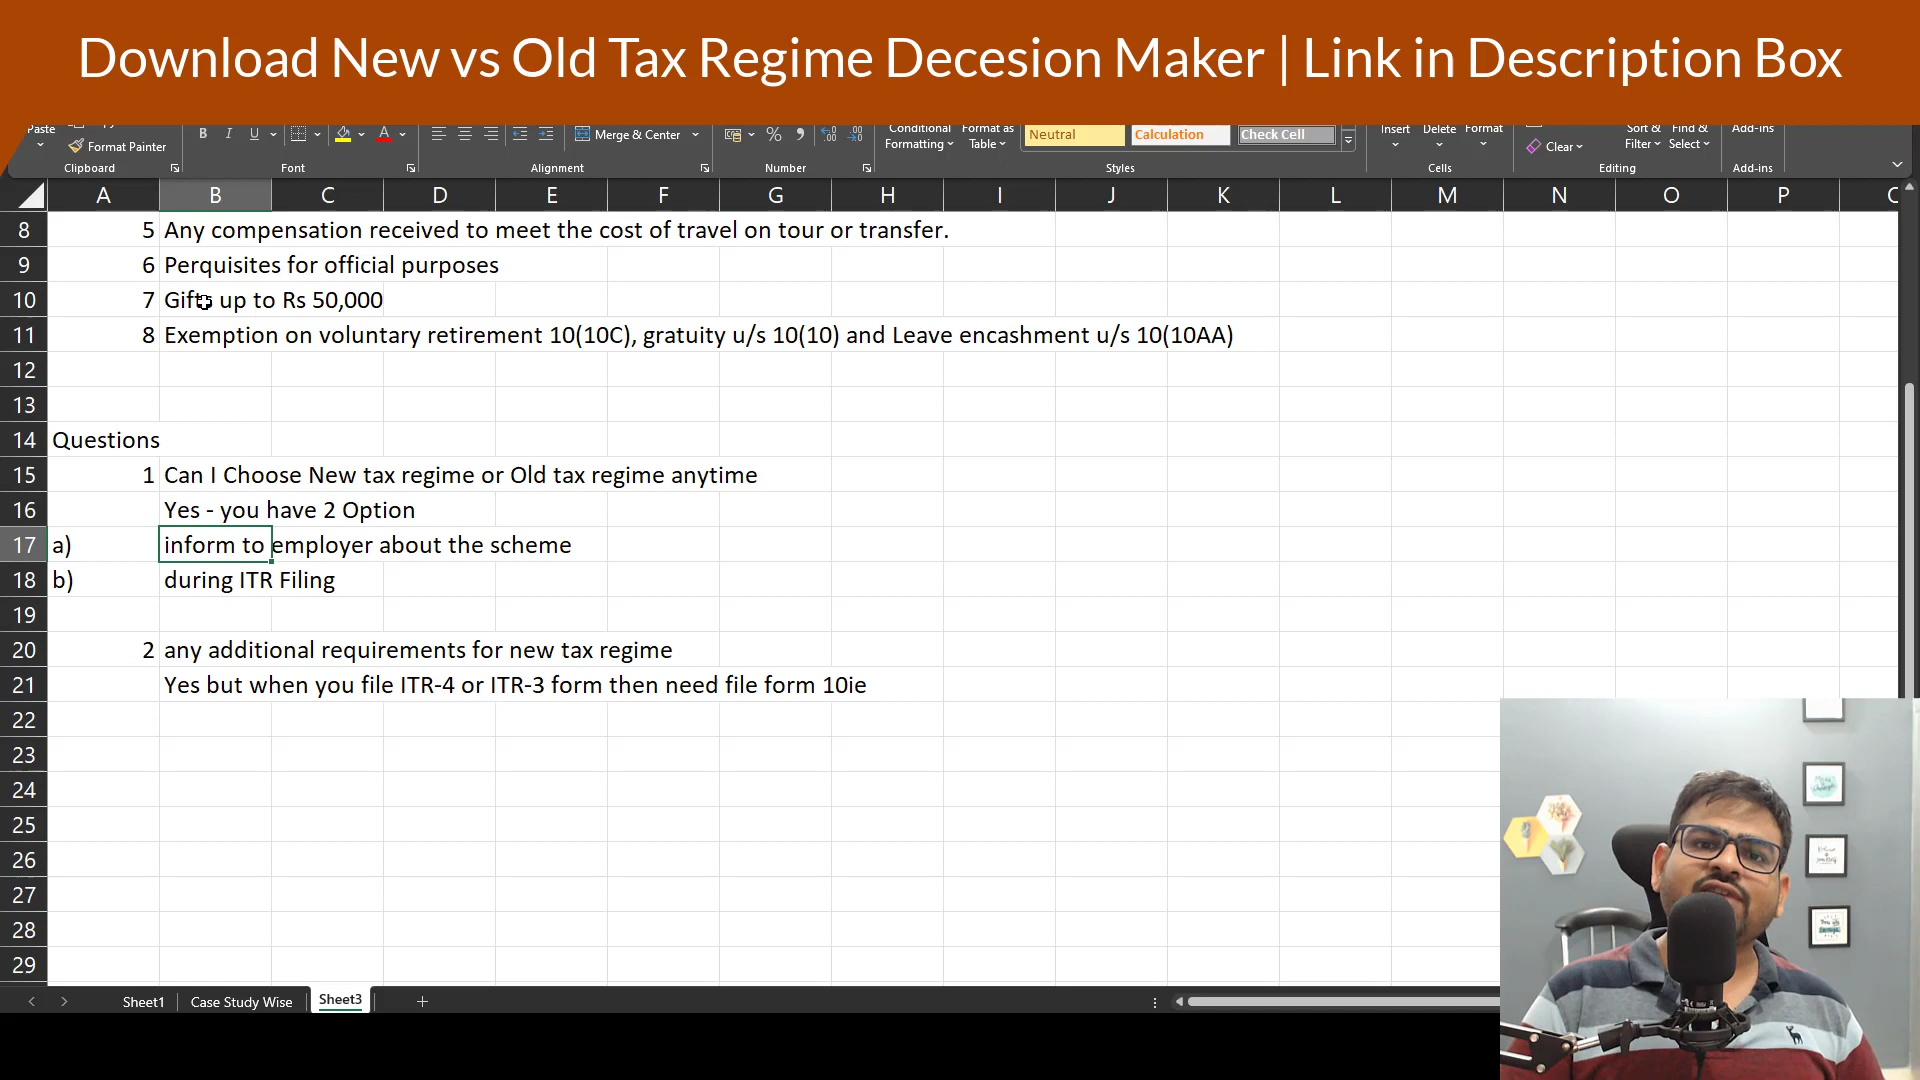 Download New vs Old Tax Regime Decesion Maker | Link in Description Box
Paste
Format Painter
B I U A
Merge & Center
% ,
Conditional Formatting
Format as Table
Neutral
Calculation
Check Cell
Insert
Delete
Format
Clear
Sort & Filter
Find & Select
Add-ins
Clipboard
Font
Alignment
Number
Styles
Cells
Editing
Add-ins
A B C D E F G H I J K L M N O P
8 5 Any compensation received to meet the cost of travel on tour or transfer.
9 6 Perquisites for official purposes
10 7 Gifts up to Rs 50,000
11 8 Exemption on voluntary retirement 10(10C), gratuity u/s 10(10) and Leave encashment u/s 10(10AA)
12
13
14 Questions
15 1 Can I Choose New tax regime or Old tax regime anytime
16 Yes - you have 2 Option
17 a) inform to employer about the scheme
18 b) during ITR Filing
19
20 2 any additional requirements for new tax regime
21 Yes but when you file ITR-4 or ITR-3 form then need file form 10ie
22
23
24
25
26
27
28
29
Sheet1 Case Study Wise Sheet3